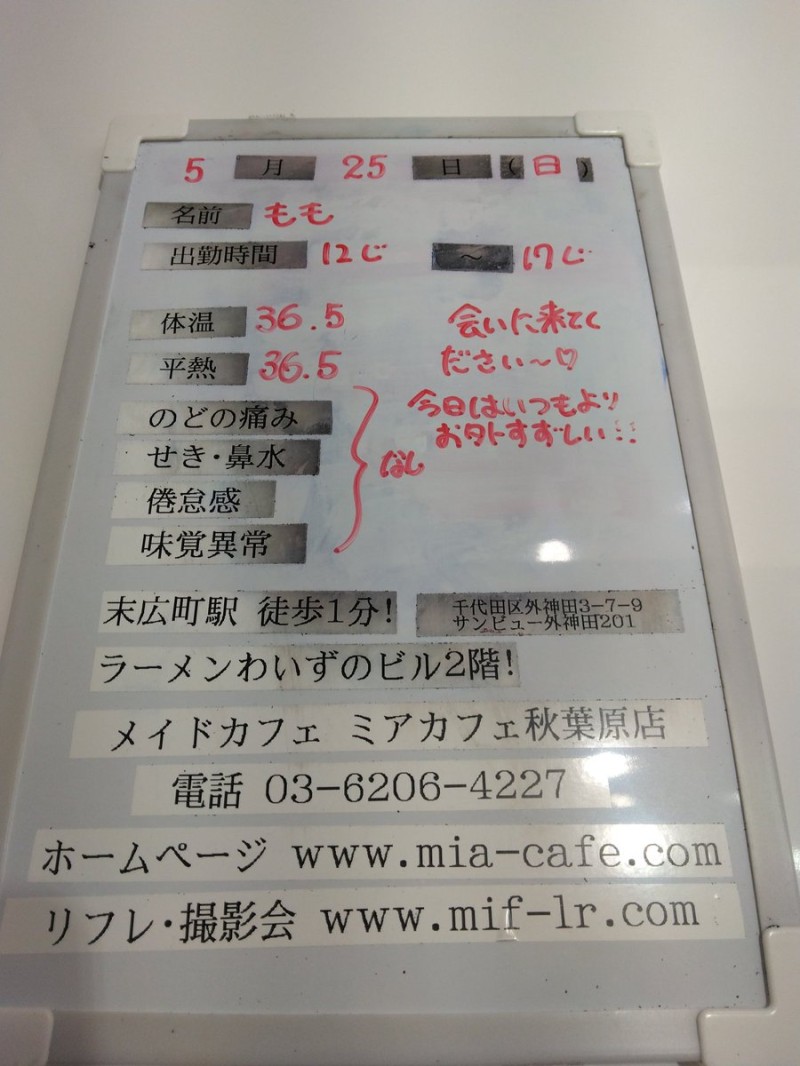 5月25日(日)
名前 もも
出勤時間 12じ ~ 17じ
体温 36.5
平熱 36.5
会いに来てく
ださい~♡
のどの痛み
せき・鼻水
倦怠感
味覚異常
なし
今日はいつもより
お外すずしい:;
末広町駅 徒歩1分!
千代田区外神田3-7-9
サンビュー外神田201
ラーメンわいずのビル2階!
メイドカフェ ミアカフェ秋葉原店
電話 03-6206-4227
ホームページ www.mia-cafe.com
リフレ・撮影会 www.mif-lr.com